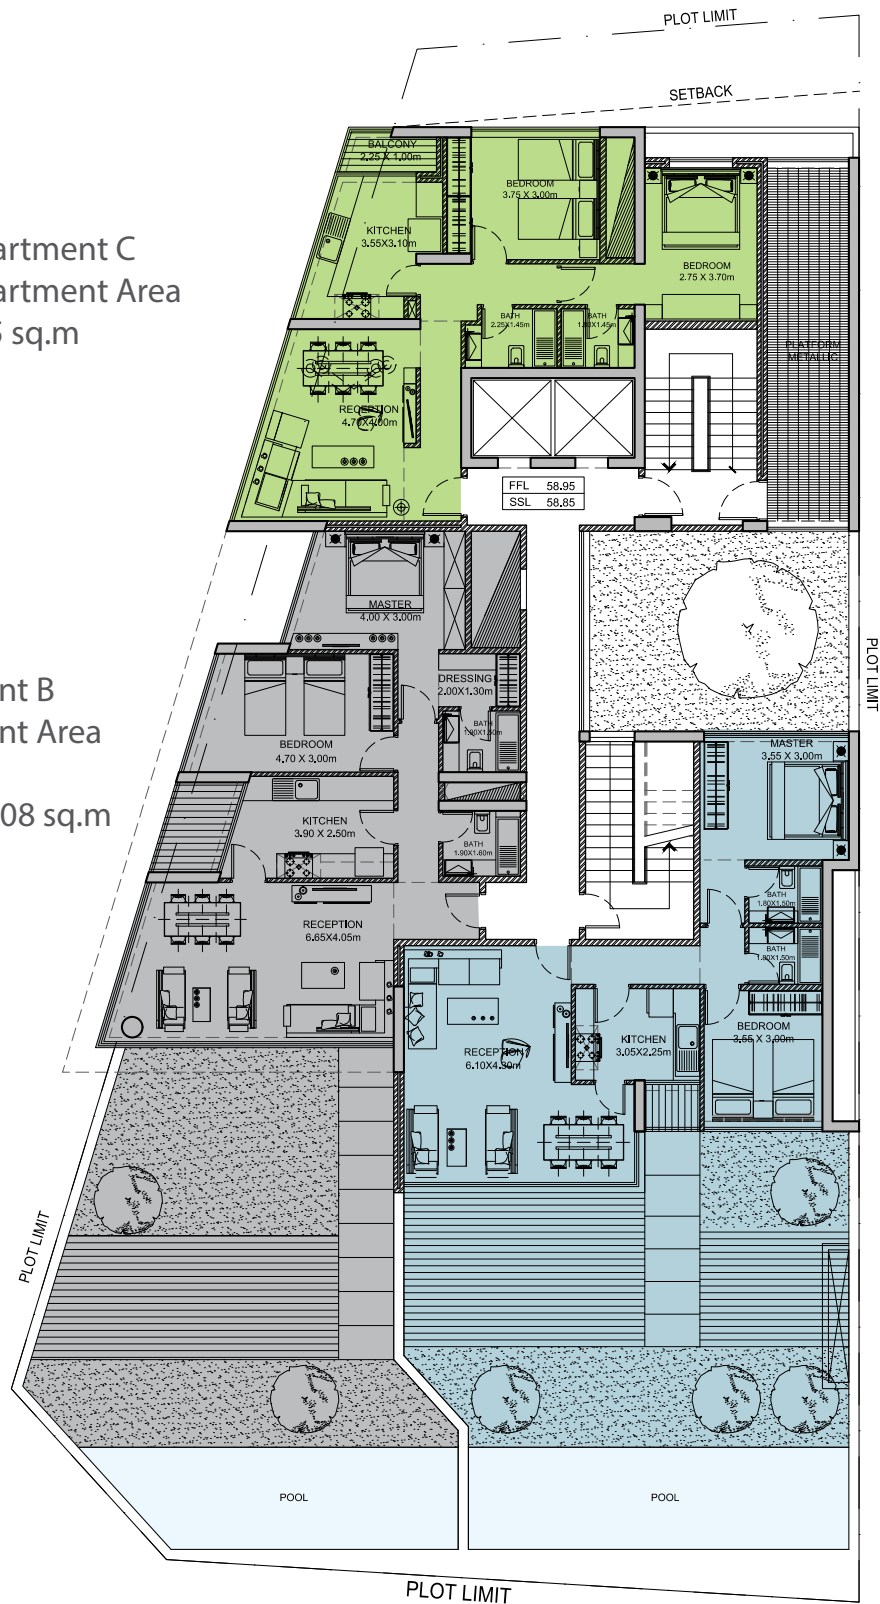 PLOT LIMIT
SETBACK
BALCONY
2.25 X 1.00m
BEDROOM
3.75 X 3.00m
KITCHEN
3.55X3.10m
BEDROOM
2.75 X 3.70m
artment C
artment Area
sq.m
BATH
2.25X1.45m
BATH
1.80X1.45m
PLATFORM
METALLIC
RECEPTION
4.70X4.00m
FFL 58.95
SSL 58.85
MASTER
4.00 X 3.00m
PLOT LIMIT
nt B
nt Area
08 sq.m
DRESSING
2.00X1.30m
BATH
1.90X1.50m
BEDROOM
4.70 X 3.00m
MASTER
3.55 X 3.00m
KITCHEN
3.90 X 2.50m
BATH
1.90X1.60m
BATH
1.80X1.50m
RECEPTION
6.65X4.05m
BATH
1.80X1.50m
RECEPTION
6.10X4.30m
KITCHEN
3.05X2.25m
BEDROOM
3.55 X 3.00m
PLOT LIMIT
POOL
POOL
PLOT LIMIT